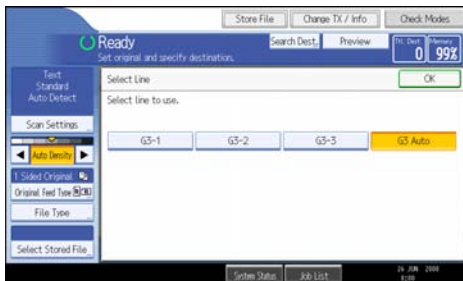 Store File
Change TX / Info
Check Modes
Ready
Search Dest.
Preview
Ttl. Dest.
Memory
0
99%
Set original and specify destination.
Text
Standard
Auto Detect
Select Line
OK
Select line to use.
Scan Settings
G3-1
G3-2
G3-3
G3 Auto
Auto Density
1 Sided Original
Original Feed Type
File Type
Select Stored File
System Status
Job List
26 JUN 2008